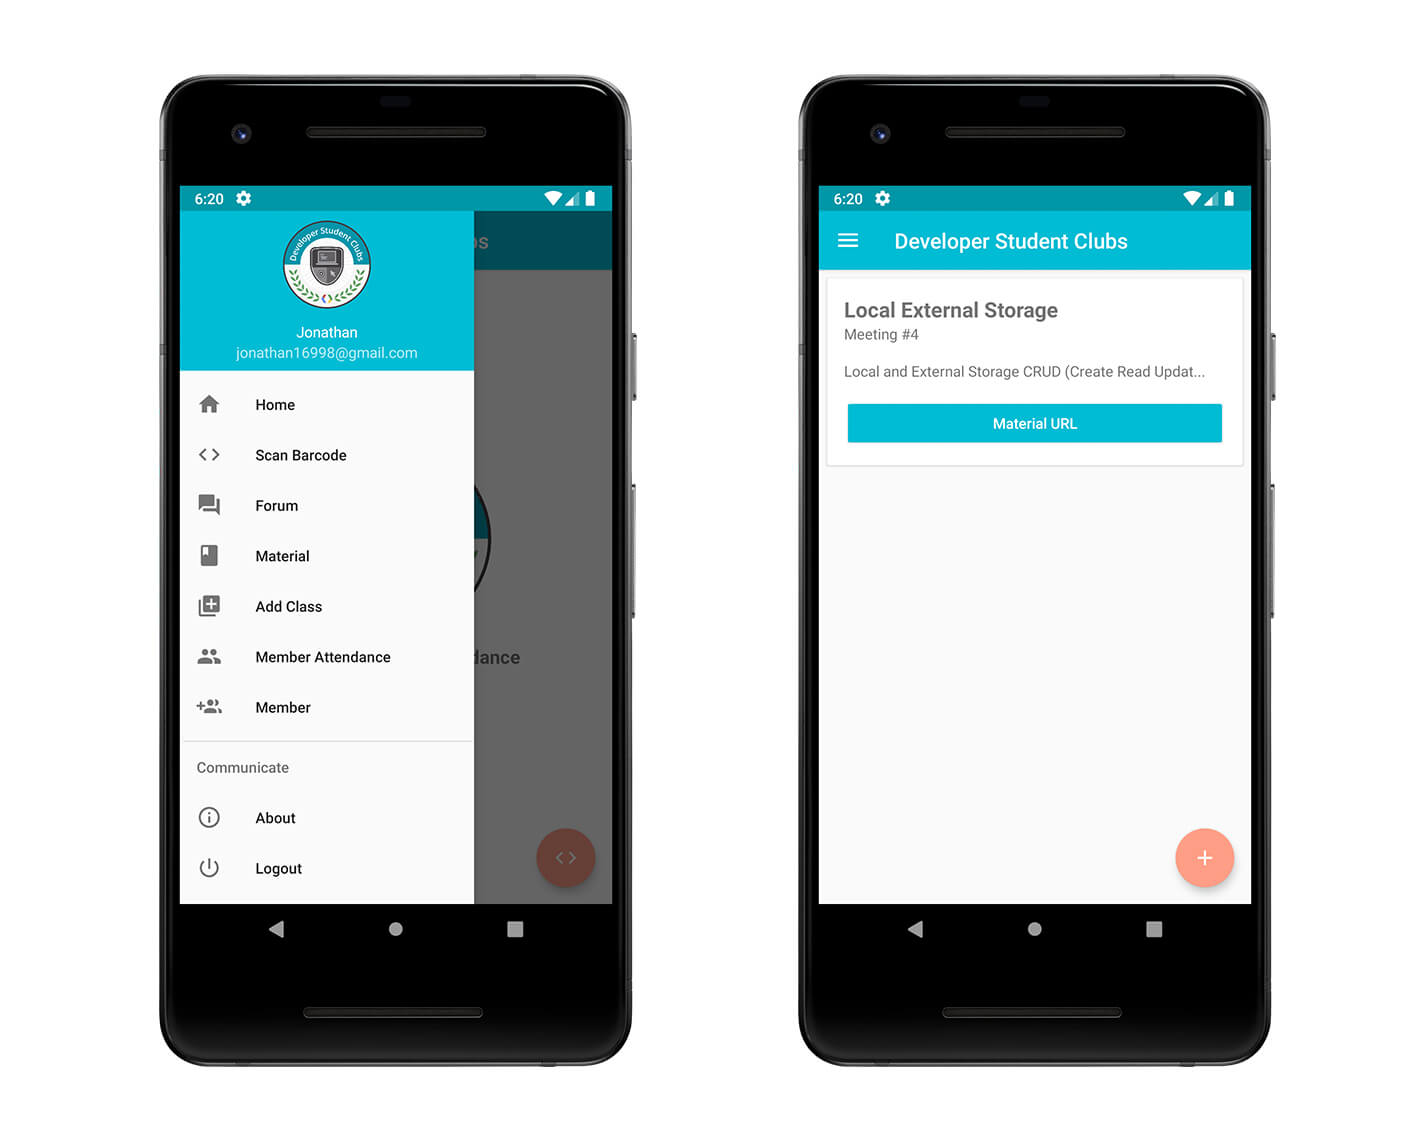 6:20
bs
Developer Student Clubs
Jonathan
jonathan16998@gmail.com
Home
Scan Barcode
Forum
Material
Add Class
Member Attendance
dance
Member
Communicate
About
Logout
6:20
Developer Student Clubs
Local External Storage
Meeting #4
Local and External Storage CRUD (Create Read Updat...
Material URL